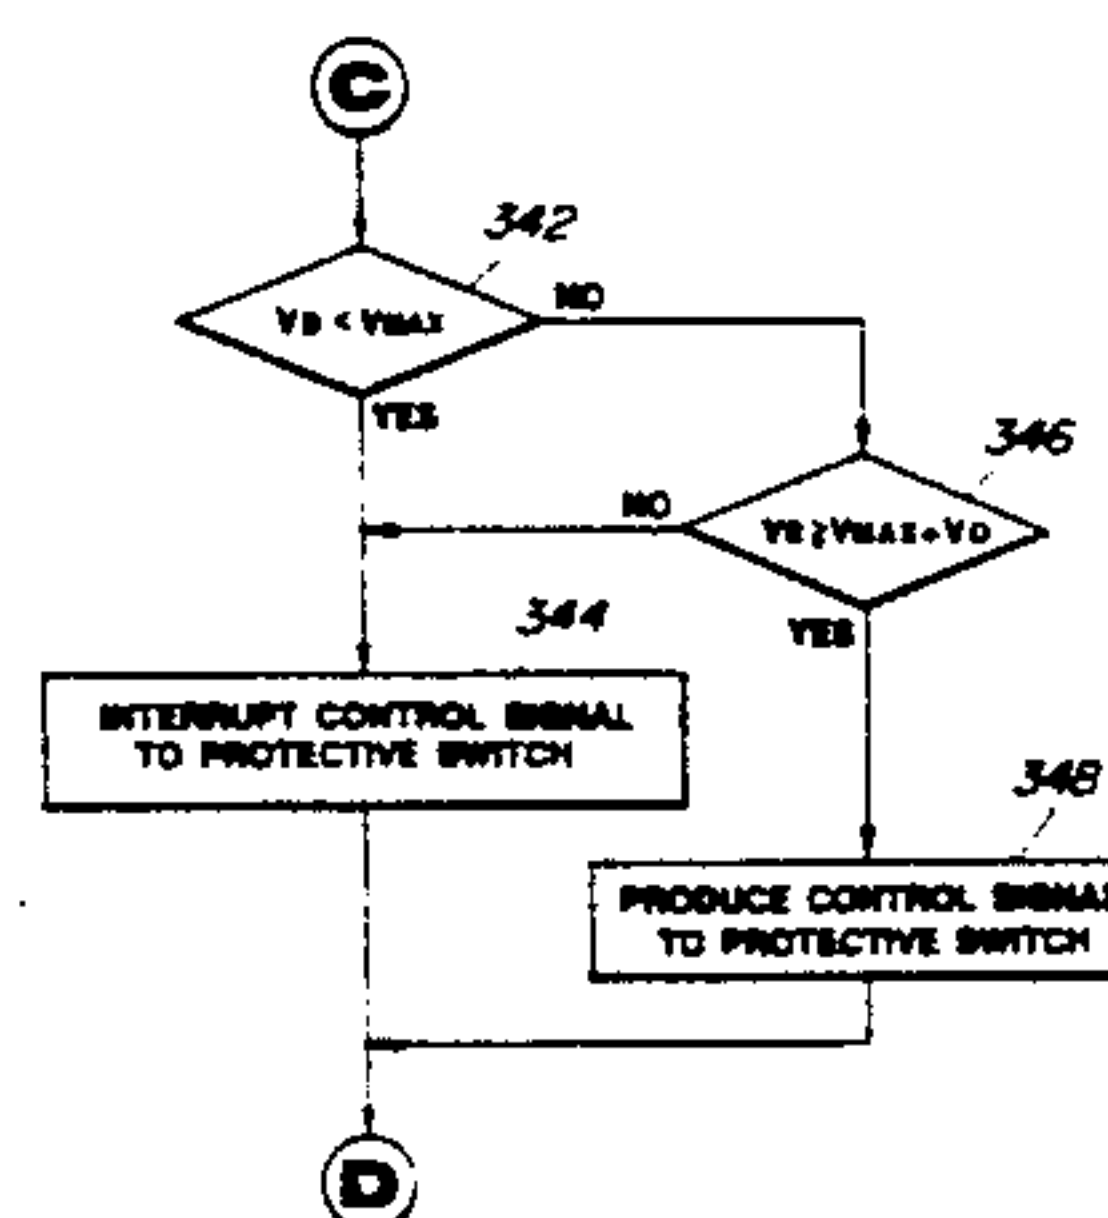 C
342
VD < VMAX
NO
YES
346
NO
YES
344
INTERRUPT CONTROL SIGNAL
TO PROTECTIVE SWITCH
348
PRODUCE CONTROL SIGNAL
TO PROTECTIVE SWITCH
D